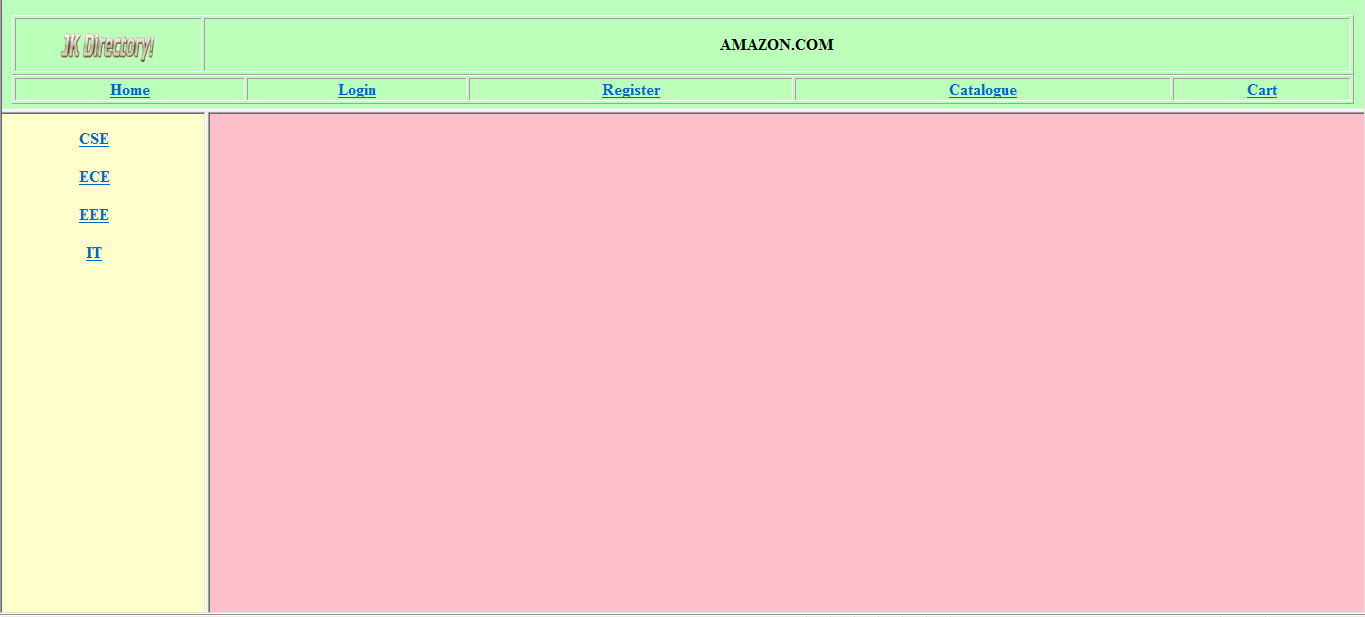 JK Directory!
AMAZON.COM
Home Login Register Catalogue Cart
CSE
ECE
EEE
IT